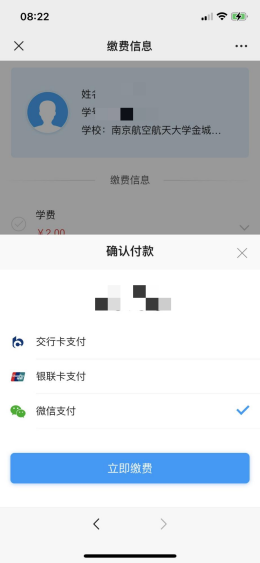 08:22
缴费信息
姓名
学号
学校：南京航空航天大学金城...
缴费信息
学费
￥2.00
确认付款
交行卡支付
银联卡支付
微信支付
立即缴费